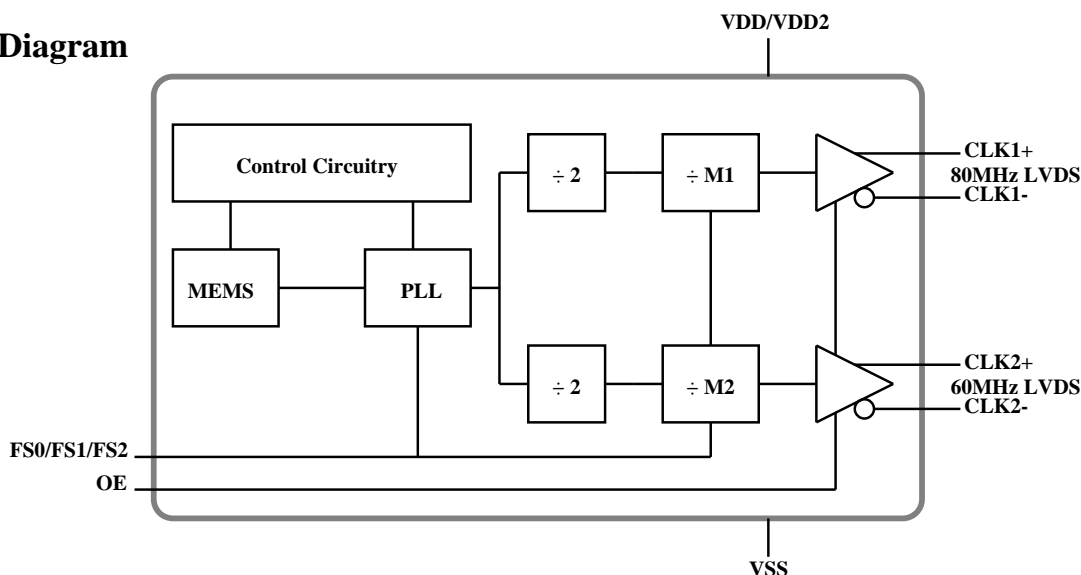 VDD/VDD2
Diagram
Control Circuitry
÷ 2
÷ M1
CLK1+
80MHz LVDS
CLK1-
MEMS
PLL
÷ 2
÷ M2
CLK2+
60MHz LVDS
CLK2-
FS0/FS1/FS2
OE
VSS